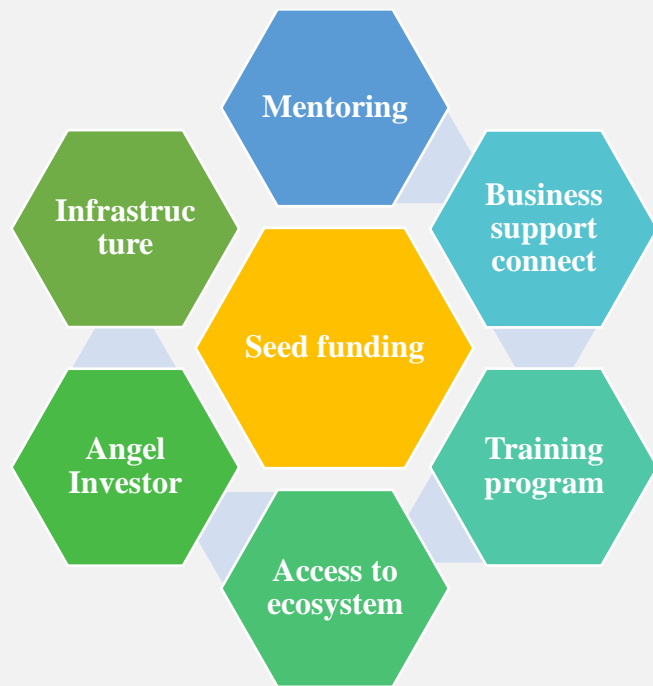 Mentoring
Business
support
connect
Training
program
Access to
ecosystem
Angel
Investor
Infrastruc
ture
Seed funding